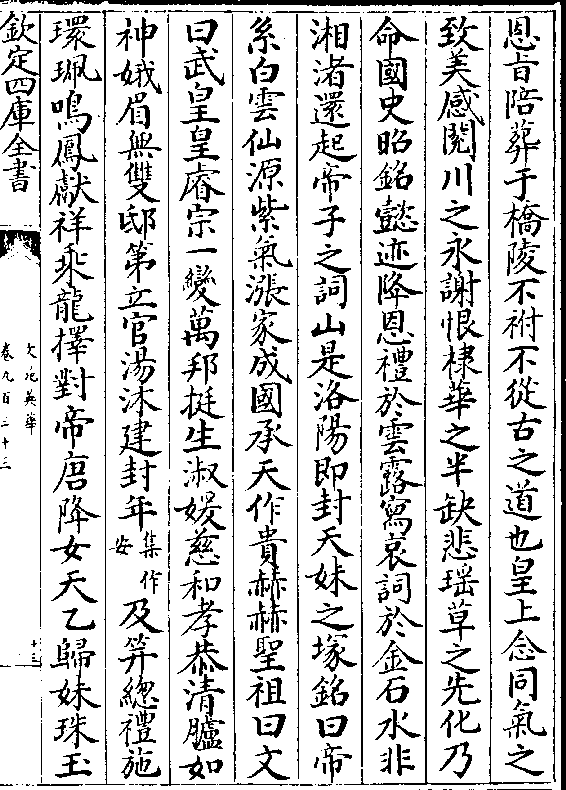 恩旨陪葬于橋陵不祔不從古之道也皇上念同氣之
致美感閱川之永謝恨棣華之半缺悲瑶草之先化乃
命國史昭銘懿迹降恩禮於雲露寫哀詞於金石水非
湘渚還起帝子之詞山是洛陽即封天妹之塚銘曰帝
系白雲仙源紫氣漲家成國承天作貴赫赫聖祖曰文
曰武皇皇睿宗一變萬邦挺生淑媛慈和孝恭清臚如
神娥眉無雙邸第立官湯沐建封年集作安及笄總禮施
環珮鳴鳳獻祥乘龍擇對帝唐降女天乙歸妹珠玉
欽定四庫全書
文苑英華
卷九百三十三
十三